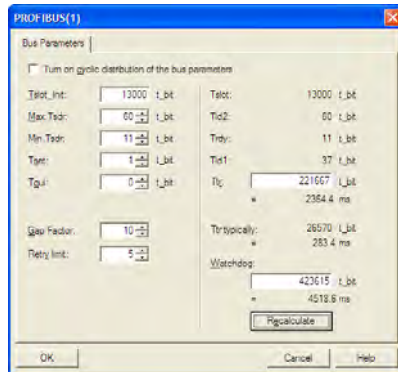 PROFIBUS(1)
Bus Parameters
Turn on cyclic distribution of the bus parameters
Tslot_Init: 13000 t_bit
Max.Tsdr: 60 t_bit
Min.Tsdr: 11 t_bit
Tset: 1 t_bit
Tqui: 0 t_bit
Gap Factor: 10
Retry limit: 5
Tslot: 13000 t_bit
Tid2: 60 t_bit
Trdy: 11 t_bit
Tid1: 37 t_bit
Ttr: 221667 t_bit
= 2364.4 ms
Ttr typically: 26570 t_bit
= 283.4 ms
Watchdog:
423615 t_bit
= 4518.6 ms
Recalculate
OK
Cancel
Help